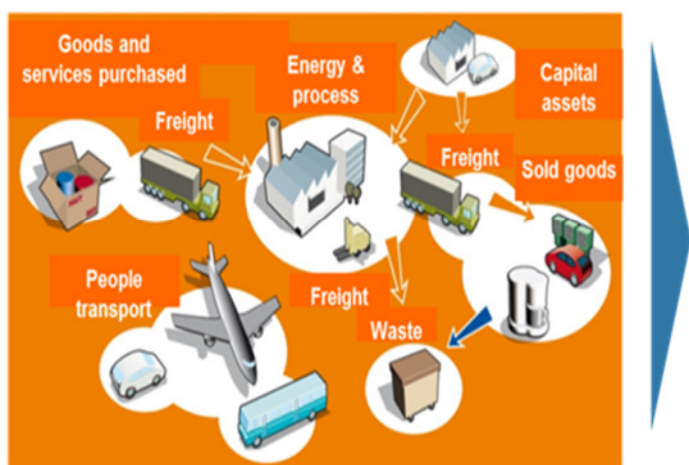 Goods and
services purchased
Energy &
process
Capital
assets
Freight
Freight
Sold goods
People
transport
Freight
Waste